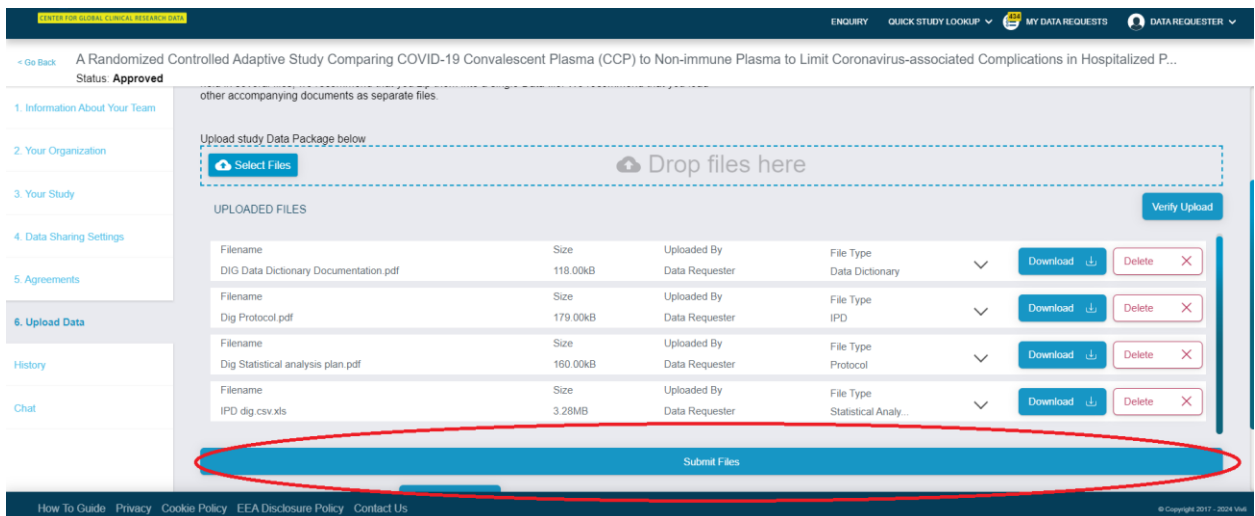 CENTER FOR GLOBAL CLINICAL RESEARCH DATA
ENQUIRY QUICK STUDY LOOKUP 434 MY DATA REQUESTS DATA REQUESTER
< Go Back A Randomized Controlled Adaptive Study Comparing COVID-19 Convalescent Plasma (CCP) to Non-immune Plasma to Limit Coronavirus-associated Complications in Hospitalized P...
Status: Approved
other accompanying documents as separate files.
1. Information About Your Team
2. Your Organization
3. Your Study
4. Data Sharing Settings
5. Agreements
6. Upload Data
History
Chat
Upload study Data Package below
Select Files Drop files here
UPLOADED FILES Verify Upload
Filename Size Uploaded By File Type
DIG Data Dictionary Documentation.pdf 118.00kB Data Requester Data Dictionary Download Delete
Filename Size Uploaded By File Type
Dig Protocol.pdf 179.00kB Data Requester IPD Download Delete
Filename Size Uploaded By File Type
Dig Statistical analysis plan.pdf 160.00kB Data Requester Protocol Download Delete
Filename Size Uploaded By File Type
IPD dig.csv.xls 3.28MB Data Requester Statistical Analy... Download Delete
Submit Files
How To Guide Privacy Cookie Policy EEA Disclosure Policy Contact Us © Copyright 2017 - 2024 Vivli